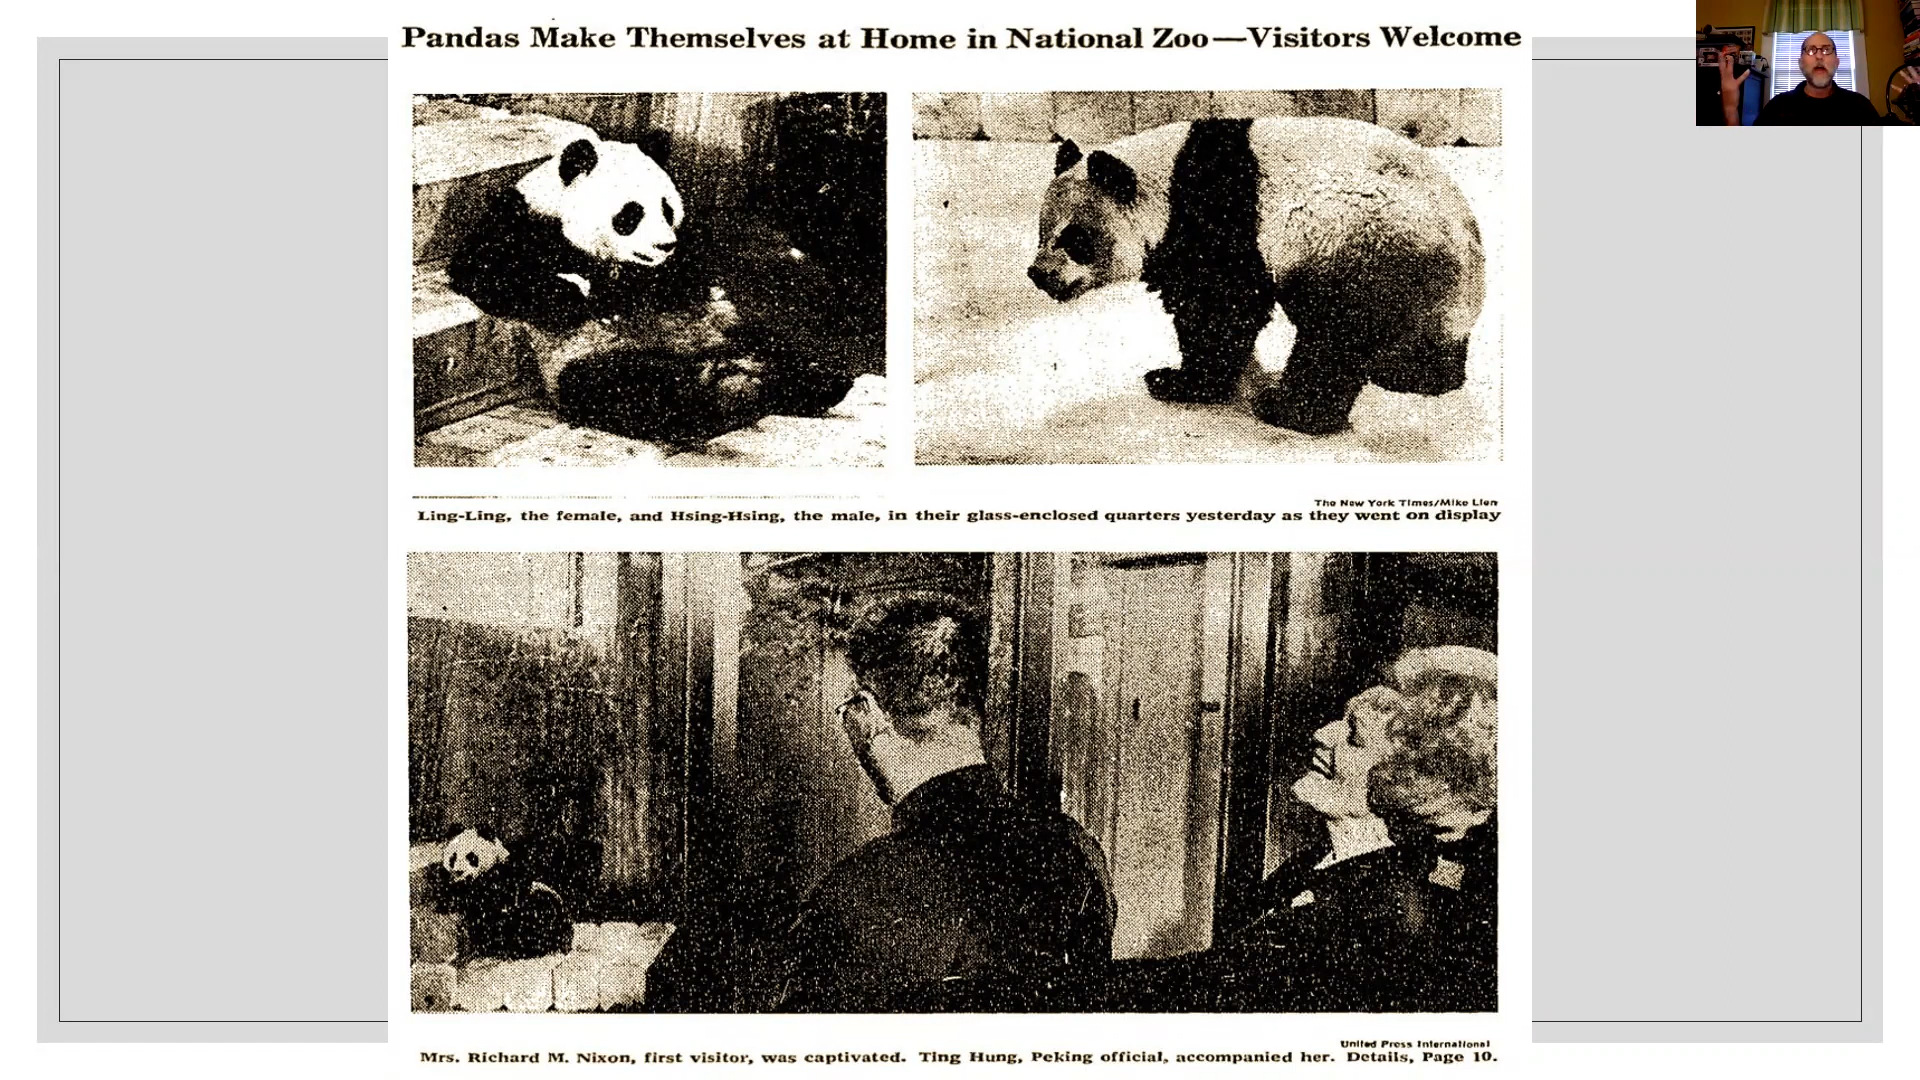 Pandas Make Themselves at Home in National Zoo—Visitors Welcome
The New York Times/Mike Lien
Ling-Ling, the female, and Hsing-Hsing, the male, in their glass-enclosed quarters yesterday as they went on display
United Press International
Mrs. Richard M. Nixon, first visitor, was captivated. Ting Hung, Peking official, accompanied her. Details, Page 10.